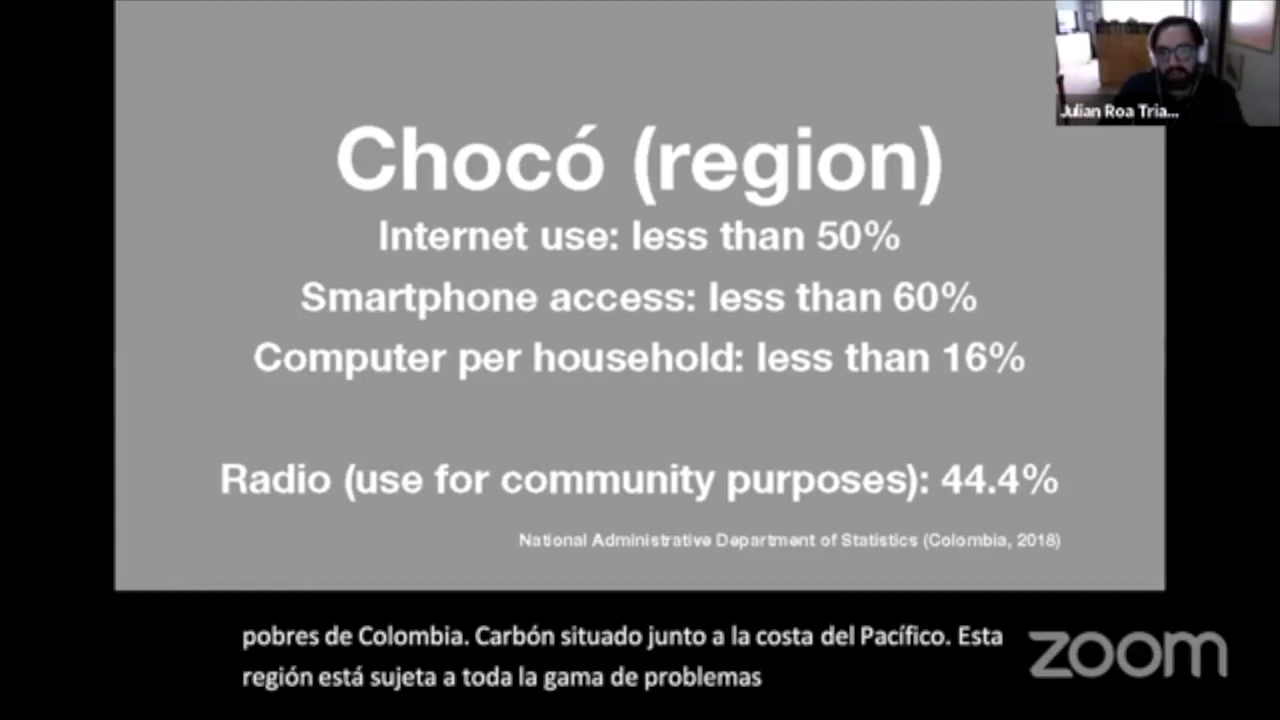 Chocó (region)
Internet use: less than 50%
Smartphone access: less than 60%
Computer per household: less than 16%
Radio (use for community purposes): 44.4%
National Administrative Department of Statistics (Colombia, 2018)
Julian Roa Tria...
pobres de Colombia. Carbón situado junto a la costa del Pacífico. Esta
región está sujeta a toda la gama de problemas
zoom